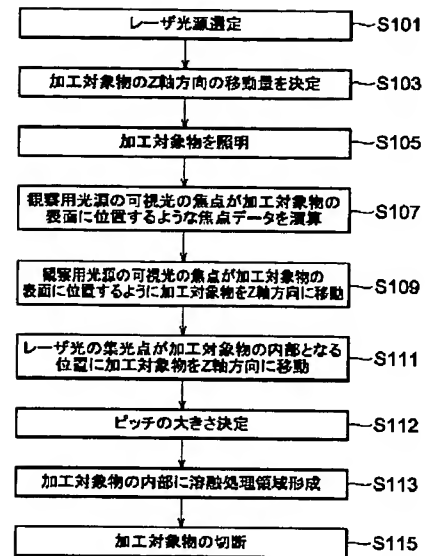 レーザ光源選定
S101
加工対象物のZ軸方向の移動量を決定
S103
加工対象物を照明
S105
観察用光源の可視光の焦点が加工対象物の
表面に位置するような焦点データを演算
S107
観察用光源の可視光の焦点が加工対象物の
表面に位置するように加工対象物をZ軸方向に移動
S109
レーザ光の集光点が加工対象物の内部となる
位置に加工対象物をZ軸方向に移動
S111
ピッチの大きさ決定
S112
加工対象物の内部に溶融処理領域形成
S113
加工対象物の切断
S115